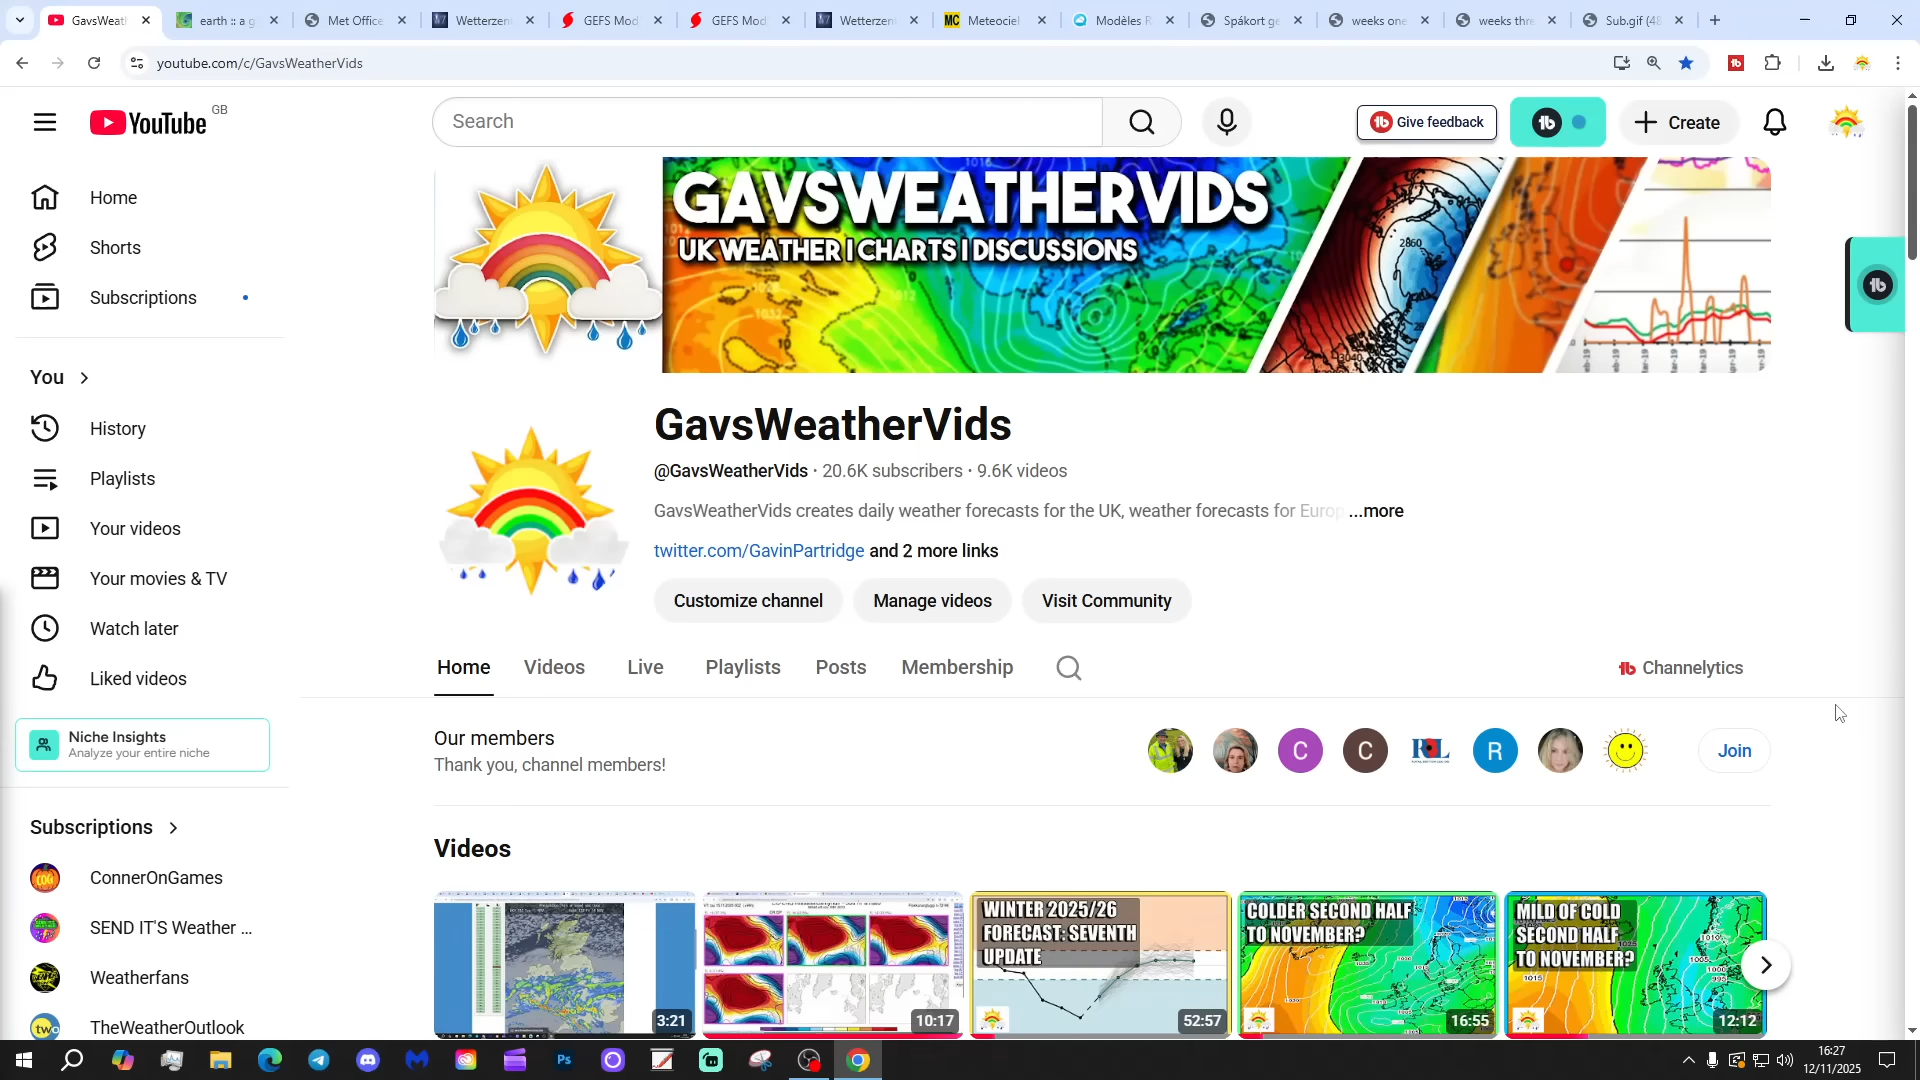 GavsWeatl
earth :: a g
Met Office
Wetterzen
GEFS Mod
GEFS Mod
Wetterzen
Meteociel
Modèles R
Spákort ge
weeks one
weeks thre
Sub.gif (48
youtube.com/c/GavsWeatherVids
YouTube GB
Search
Give feedback
Create
Home
Shorts
Subscriptions
You
History
Playlists
Your videos
Your movies & TV
Watch later
Liked videos
Niche Insights
Analyze your entire niche
Subscriptions
ConnerOnGames
SEND IT'S Weather ...
Weatherfans
TheWeatherOutlook
GAVSWEATHERVIDS
UK WEATHER | CHARTS | DISCUSSIONS
2860
3040
GavsWeatherVids
@GavsWeatherVids · 20.6K subscribers · 9.6K videos
GavsWeatherVids creates daily weather forecasts for the UK, weather forecasts for Europ ...more
twitter.com/GavinPartridge and 2 more links
Customize channel
Manage videos
Visit Community
Home
Videos
Live
Playlists
Posts
Membership
Channelytics
Our members
Thank you, channel members!
C
C
R
Join
Videos
3:21
10:17
WINTER 2025/26
FORECAST: SEVENTH
UPDATE
52:57
COLDER SECOND HALF
TO NOVEMBER?
16:55
MILD OF COLD
SECOND HALF
TO NOVEMBER?
12:12
16:27
12/11/2025